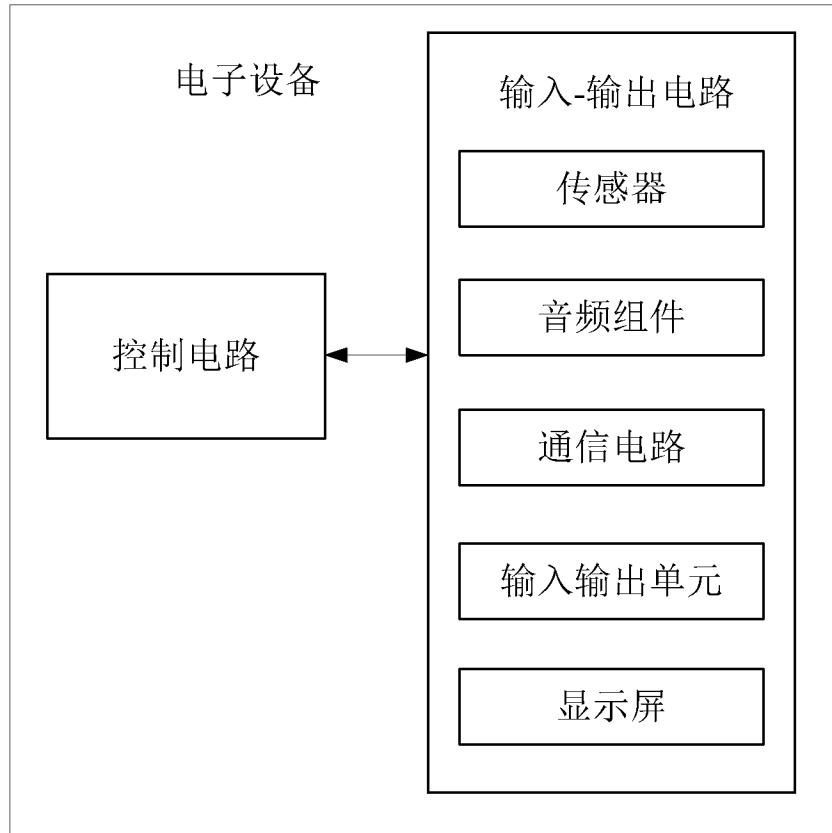 电子设备
输入-输出电路
传感器
音频组件
控制电路
通信电路
输入输出单元
显示屏